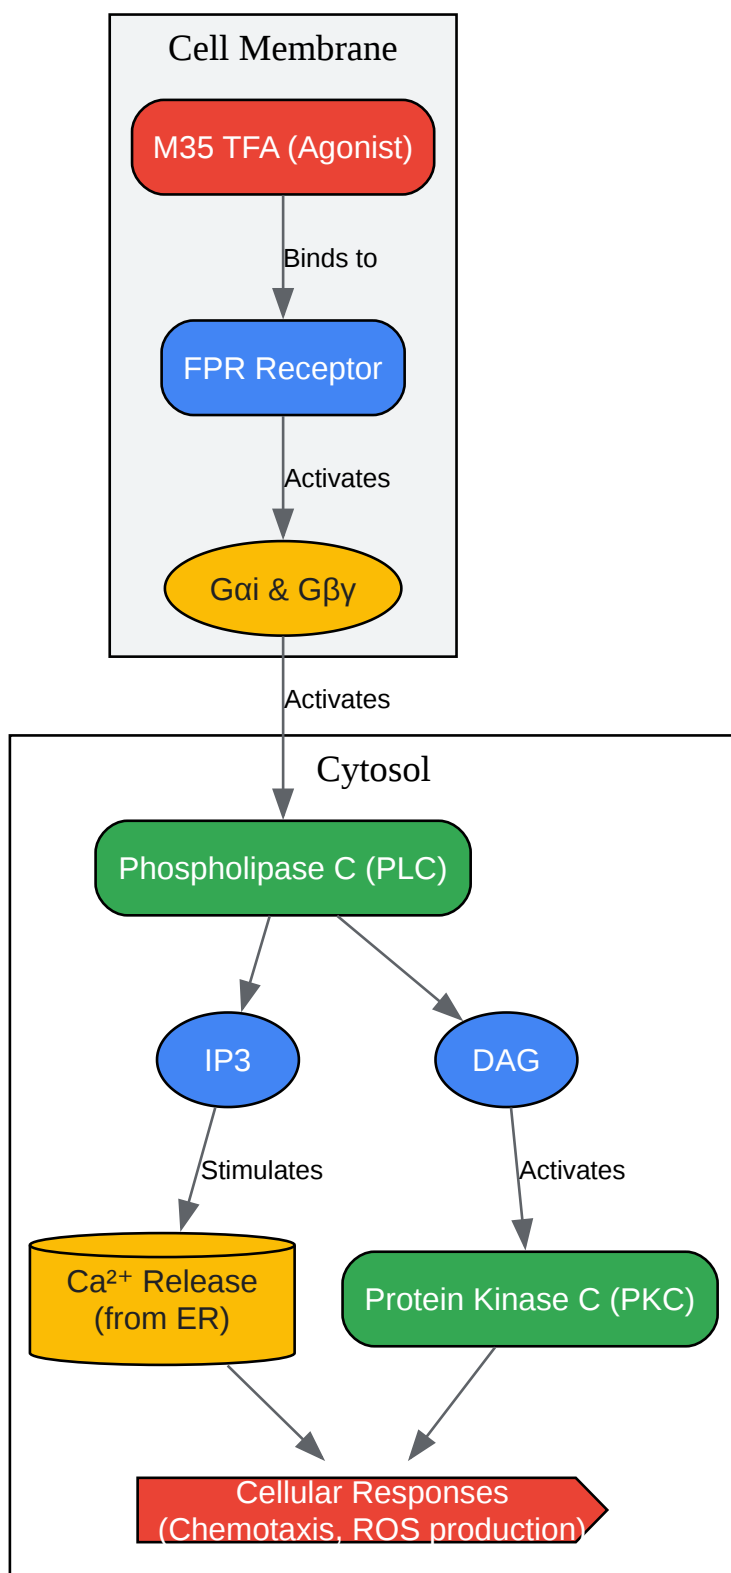 Cell Membrane
M35 TFA (Agonist)
Binds to
FPR Receptor
Activates
Gαi & Gβγ
Activates
Cytosol
Phospholipase C (PLC)
IP3
DAG
Stimulates
Activates
Ca²⁺ Release
(from ER)
Protein Kinase C (PKC)
Cellular Responses
(Chemotaxis, ROS production)